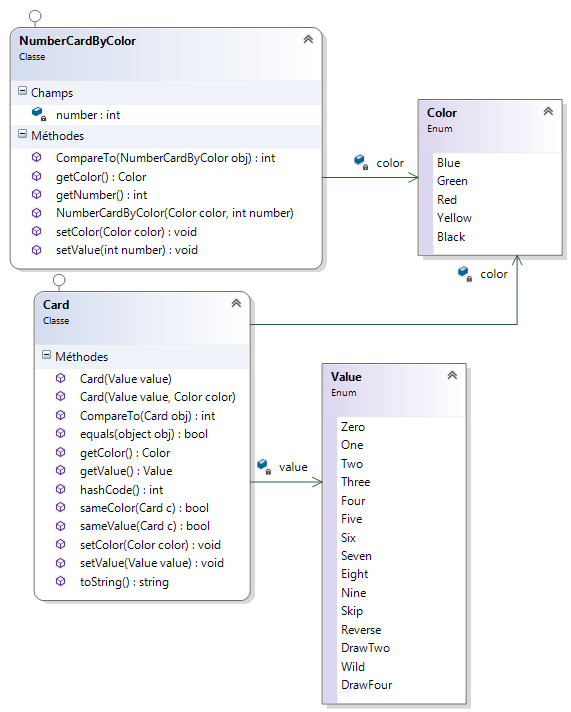 NumberCardByColor
Classe
Champs
number : int
Méthodes
CompareTo(NumberCardByColor obj) : int
getColor() : Color
getNumber() : int
NumberCardByColor(Color color, int number)
setColor(Color color) : void
setValue(int number) : void
color
Color
Enum
Blue
Green
Red
Yellow
Black
color
Card
Classe
Méthodes
Card(Value value)
Card(Value value, Color color)
CompareTo(Card obj) : int
equals(object obj) : bool
getColor() : Color
getValue() : Value
hashCode() : int
sameColor(Card c) : bool
sameValue(Card c) : bool
setColor(Color color) : void
setValue(Value value) : void
toString() : string
value
Value
Enum
Zero
One
Two
Three
Four
Five
Six
Seven
Eight
Nine
Skip
Reverse
DrawTwo
Wild
DrawFour